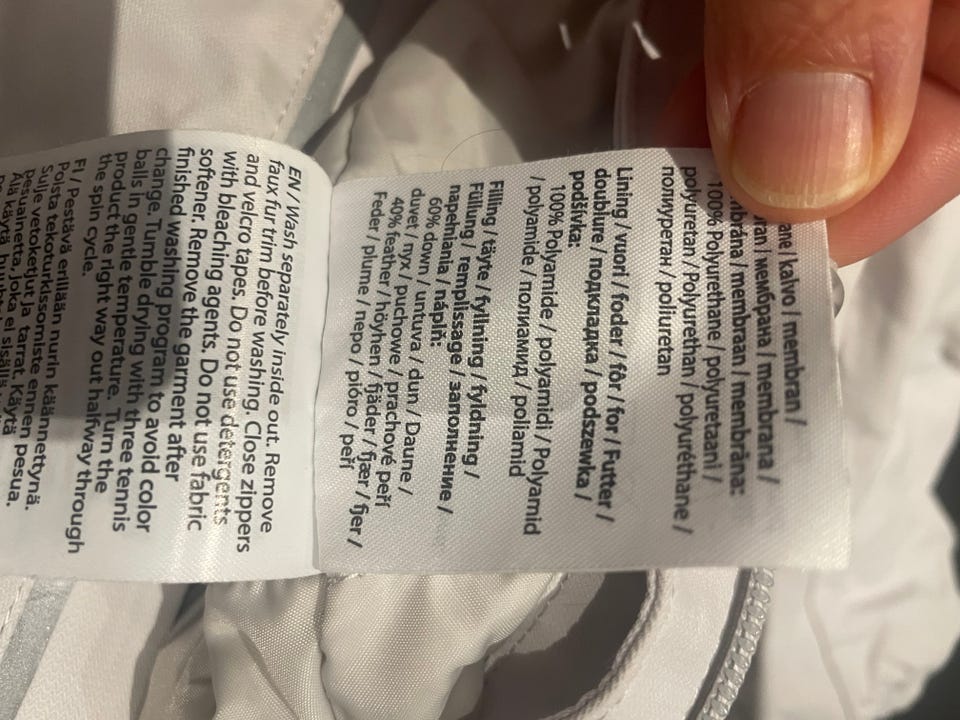 kalvo / membran /
мембрана / membrana /
membrána / membraan / membrāna:
100% Polyurethane / polyuretaani /
polyuretan / Polyurethan / polyuréthane /
полиуретан / poliuretan
Lining / vuori / foder / fôr / for / Futter /
doublure / подкладка / podszewka /
podšívka:
100% Polyamide / polyamidi / Polyamid
/ polyamide / полиамид / poliamid
Filling / täyte / fyllning / fyldning /
Füllung / remplissage / заполнение /
napełniania / náplň:
60% down / untuva / dun / Daune /
duvet / пух / puchowe / prachové peří
40% feather / höyhen / fjäder / fjær / fjer /
Feder / plume / перо / pióro / peří
EN / Wash separately inside out. Remove
faux fur trim before washing. Close zippers
and velcro tapes. Do not use detergents
with bleaching agents. Do not use fabric
softener. Remove the garment after
finished washing program to avoid color
change. Tumble drying with three tennis
balls in gentle temperature. Turn the
product the right way out halfway through
the spin cycle.
FI / Pestävä erillään nurin käännettynä.
Poista tekoturkissomiste ennen pesua.
Sulje vetoketjut ja tarrat. Käytä
pesuainetta, joka ei sisällä
Älä käytä